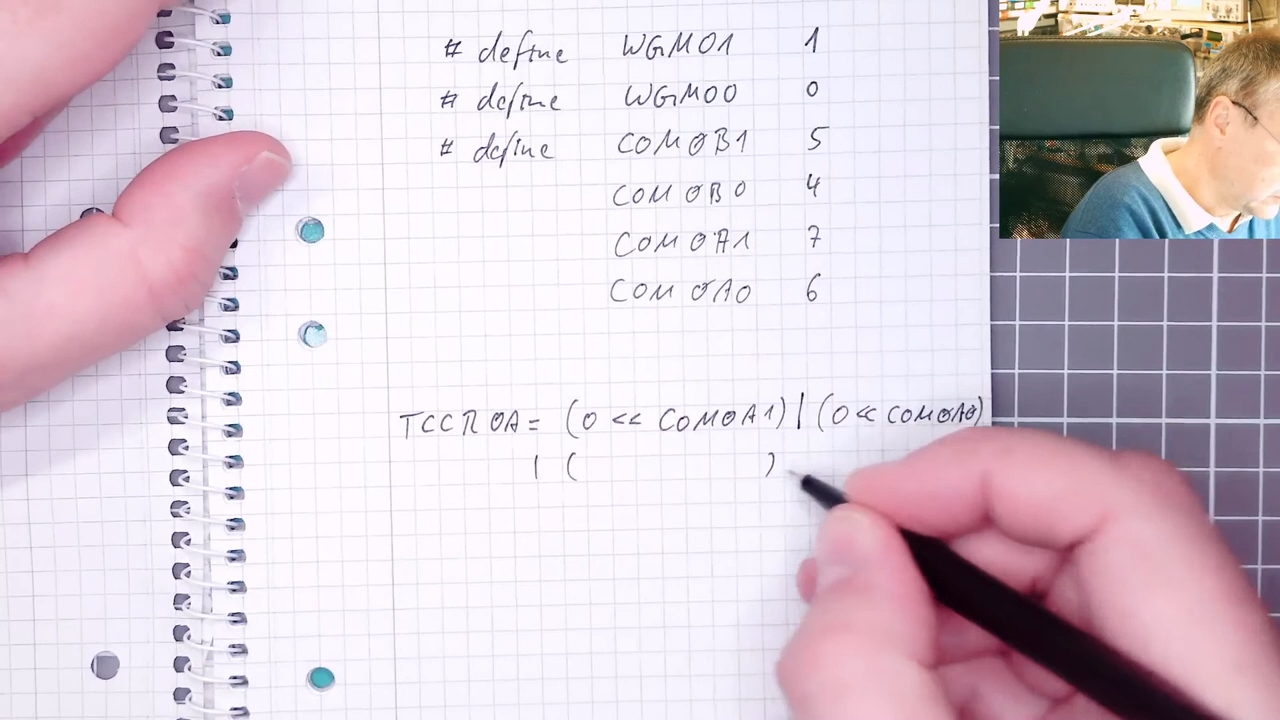 # define WGM01 1
# define WGM00 0
# define COM0B1 5
COM0B0 4
COM0A1 7
COM0A0 6
TCCR0A = (0 << COM0A1) | (0 << COM0A0)
| ( )